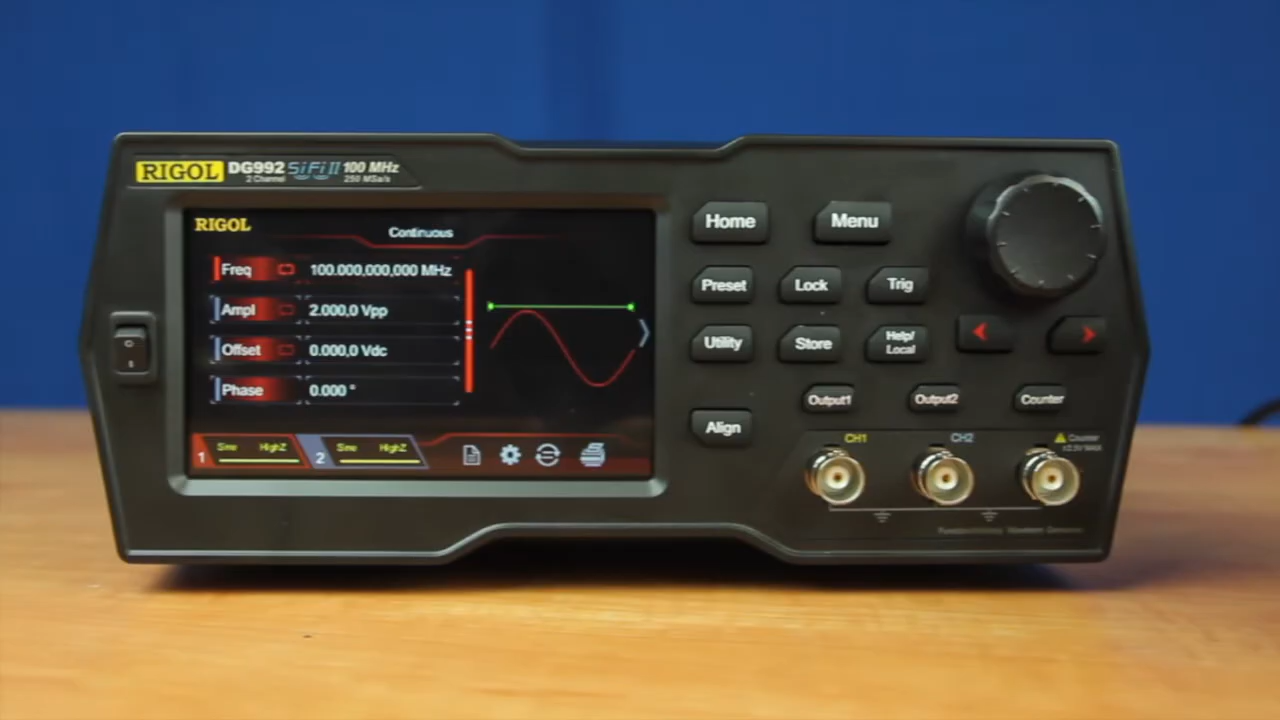 RIGOL DG992 SiFi II 100 MHz
2 Channel 250 MSa/s
RIGOL
Continuous
Freq 100.000,000,000 MHz
Ampl 2.000,0 Vpp
Offset 0.000,0 Vdc
Phase 0.000 °
1 Sine HighZ 2 Sine HighZ
Home Menu
Preset Lock Trig
Utility Store Help/
Local
Output1 Output2 Counter
Align
CH1 CH2 Counter